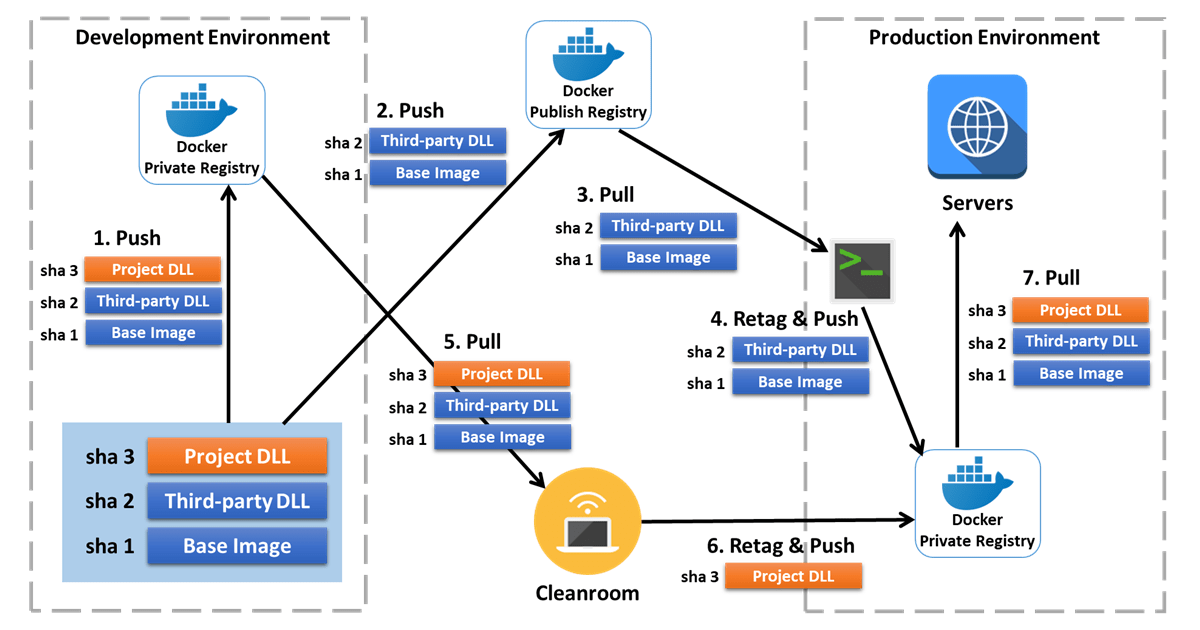 Development Environment
Docker
Private Registry
1. Push
sha 3 Project DLL
sha 2 Third-party DLL
sha 1 Base Image
sha 3 Project DLL
sha 2 Third-party DLL
sha 1 Base Image
Docker
Publish Registry
2. Push
sha 2 Third-party DLL
sha 1 Base Image
3. Pull
sha 2 Third-party DLL
sha 1 Base Image
>_
4. Retag & Push
sha 2 Third-party DLL
sha 1 Base Image
5. Pull
sha 3 Project DLL
sha 2 Third-party DLL
sha 1 Base Image
Cleanroom
6. Retag & Push
sha 3 Project DLL
Production Environment
Servers
7. Pull
sha 3 Project DLL
sha 2 Third-party DLL
sha 1 Base Image
Docker
Private Registry